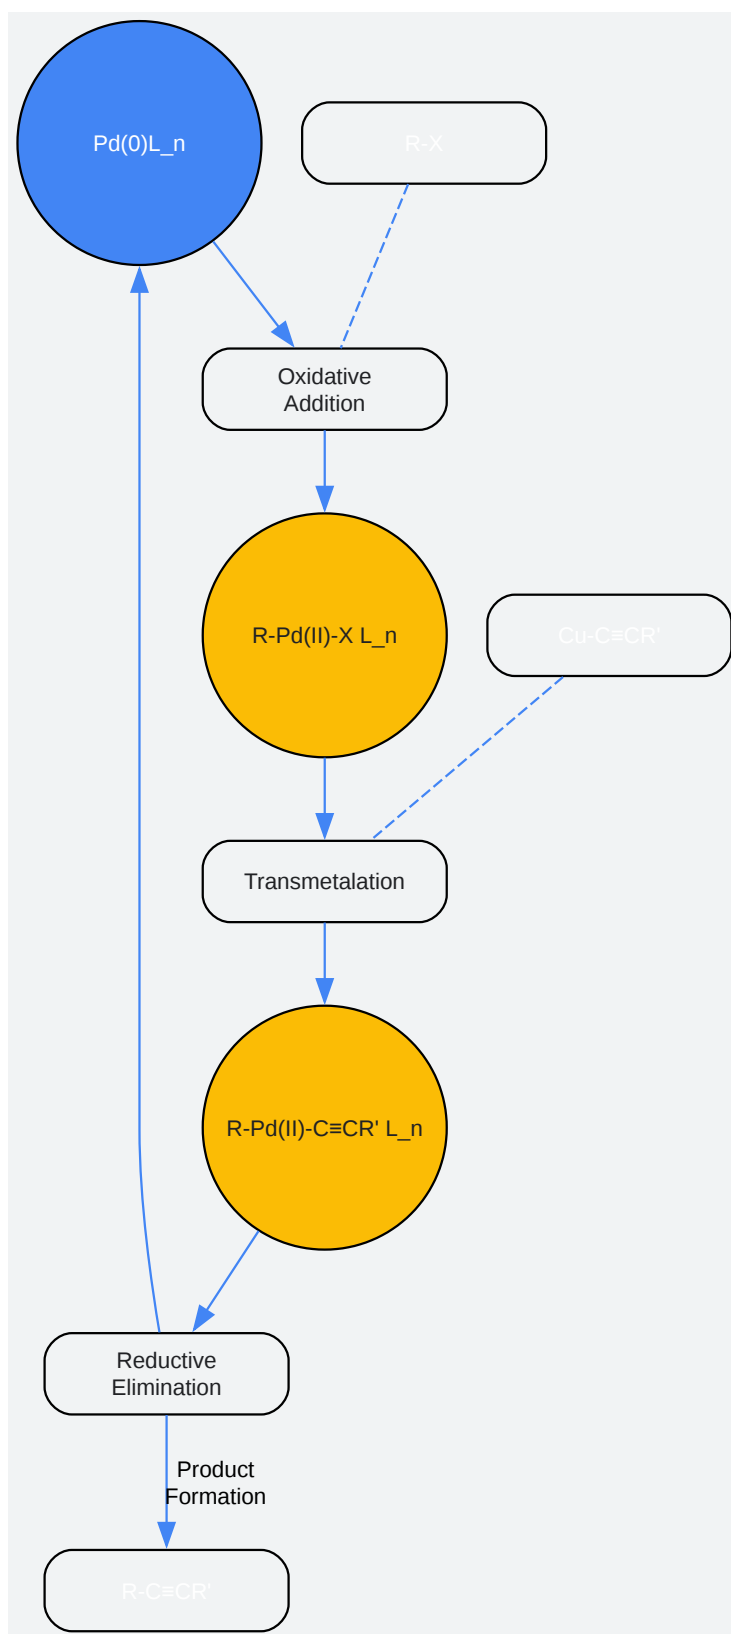 Pd(0)L_n
R-X
Oxidative
Addition
R-Pd(II)-X L_n
Cu-C≡CR'
Transmetalation
R-Pd(II)-C≡CR' L_n
Reductive
Elimination
Product
Formation
R-C≡CR'